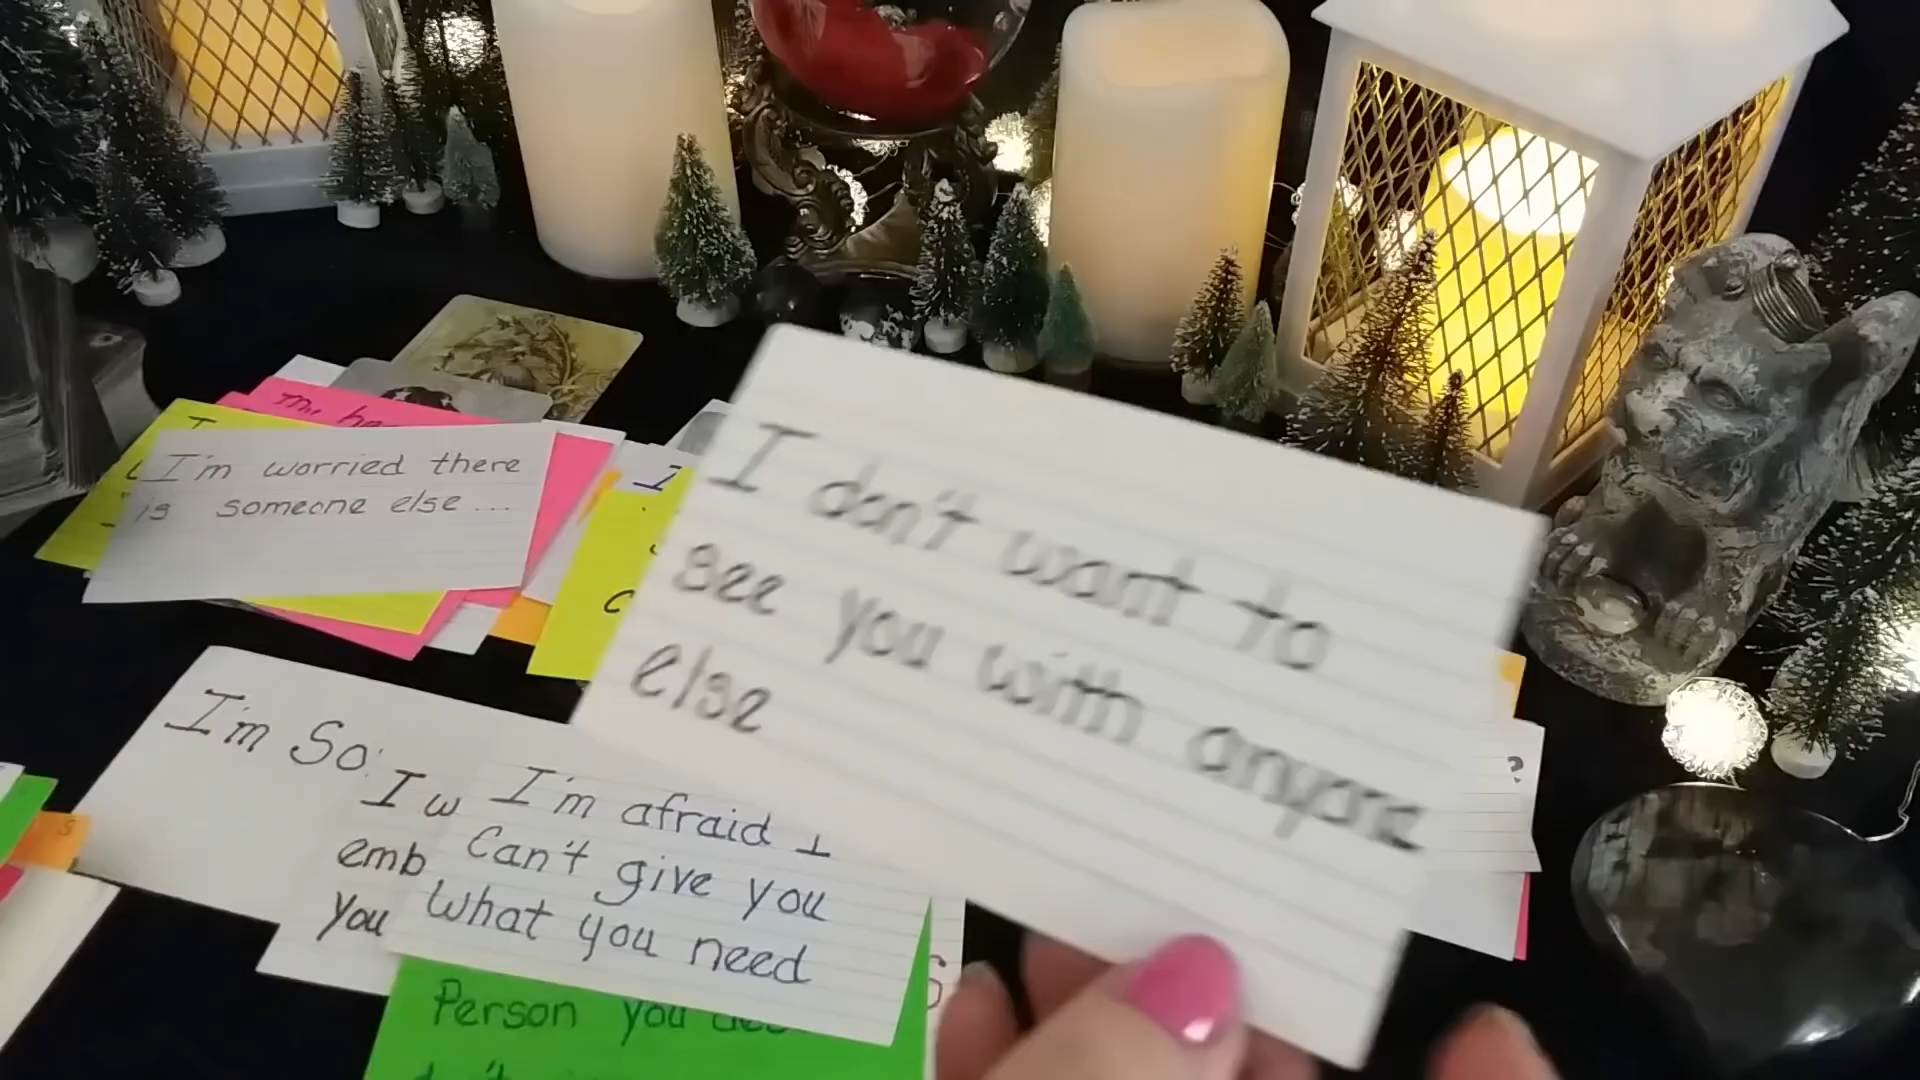 I don't want to
see you with anyone
else
I'm worried there
is someone else ...
I'm So
I w
emb
you
I'm afraid I
Can't give you
What you need
Person you